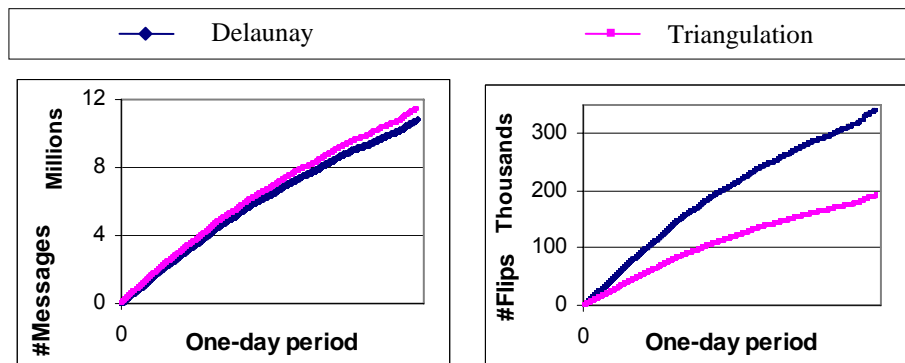 Delaunay
Triangulation
#Messages Millions
12
8
4
0
0
One-day period
#Flips Thousands
300
200
100
0
0
One-day period